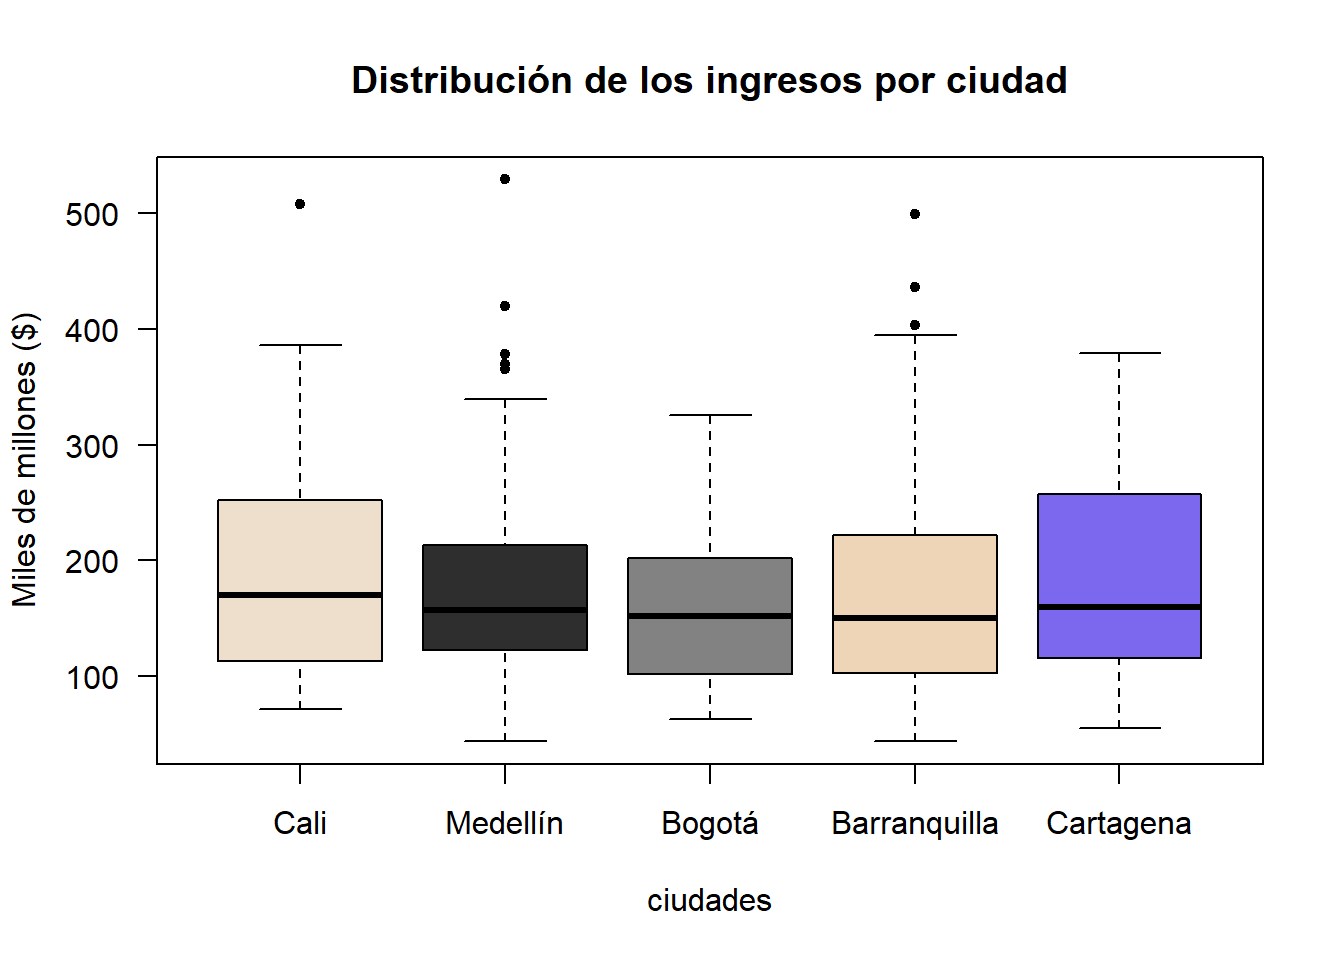 Distribución de los ingresos por ciudad
Miles de millones ($)
500
400
300
200
100
Cali Medellín Bogotá Barranquilla Cartagena
ciudades